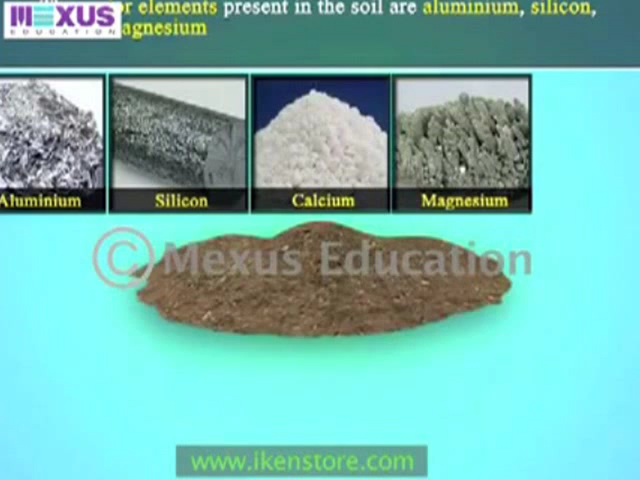 MEXUS
EDUCATION
elements present in the soil are aluminium, silicon,
Aluminium
Silicon
Calcium
Magnesium
© Mexus Education
www.ikenstore.com